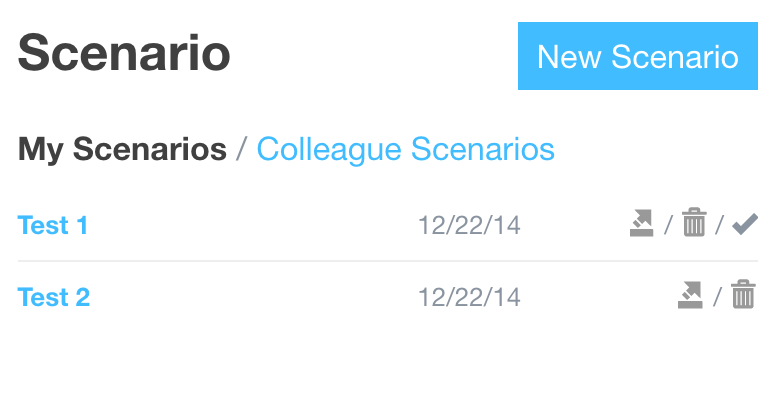 Scenario
New Scenario
My Scenarios / Colleague Scenarios
Test 1 12/22/14 / /
Test 2 12/22/14 /